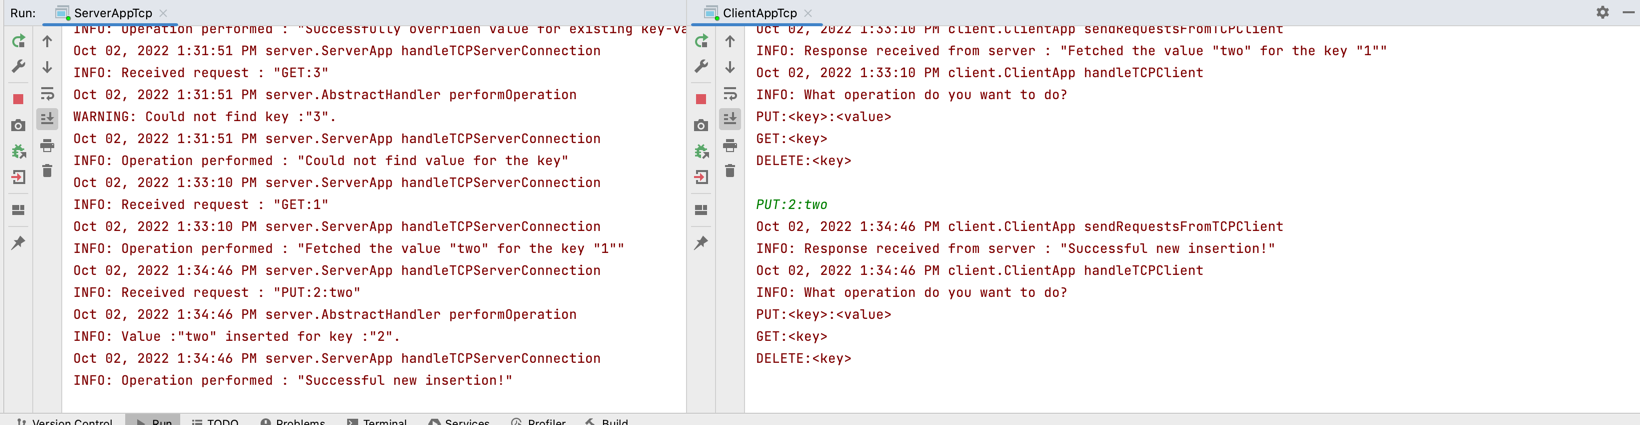 Run: ServerAppTcp
INFO: Operation performed : "Successfully overriden value for existing key-va
Oct 02, 2022 1:31:51 PM server.ServerApp handleTCPServerConnection
INFO: Received request : "GET:3"
Oct 02, 2022 1:31:51 PM server.AbstractHandler performOperation
WARNING: Could not find key :"3".
Oct 02, 2022 1:31:51 PM server.ServerApp handleTCPServerConnection
INFO: Operation performed : "Could not find value for the key"
Oct 02, 2022 1:33:10 PM server.ServerApp handleTCPServerConnection
INFO: Received request : "GET:1"
Oct 02, 2022 1:33:10 PM server.ServerApp handleTCPServerConnection
INFO: Operation performed : "Fetched the value "two" for the key "1""
Oct 02, 2022 1:34:46 PM server.ServerApp handleTCPServerConnection
INFO: Received request : "PUT:2:two"
Oct 02, 2022 1:34:46 PM server.AbstractHandler performOperation
INFO: Value :"two" inserted for key :"2".
Oct 02, 2022 1:34:46 PM server.ServerApp handleTCPServerConnection
INFO: Operation performed : "Successful new insertion!"
ClientAppTcp
Oct 02, 2022 1:33:10 PM client.ClientApp sendRequestsFromTCPClient
INFO: Response received from server : "Fetched the value "two" for the key "1""
Oct 02, 2022 1:33:10 PM client.ClientApp handleTCPClient
INFO: What operation do you want to do?
PUT:<key>:<value>
GET:<key>
DELETE:<key>
PUT:2:two
Oct 02, 2022 1:34:46 PM client.ClientApp sendRequestsFromTCPClient
INFO: Response received from server : "Successful new insertion!"
Oct 02, 2022 1:34:46 PM client.ClientApp handleTCPClient
INFO: What operation do you want to do?
PUT:<key>:<value>
GET:<key>
DELETE:<key>
Version Control Run TODO Problems Terminal Services Profiler Build